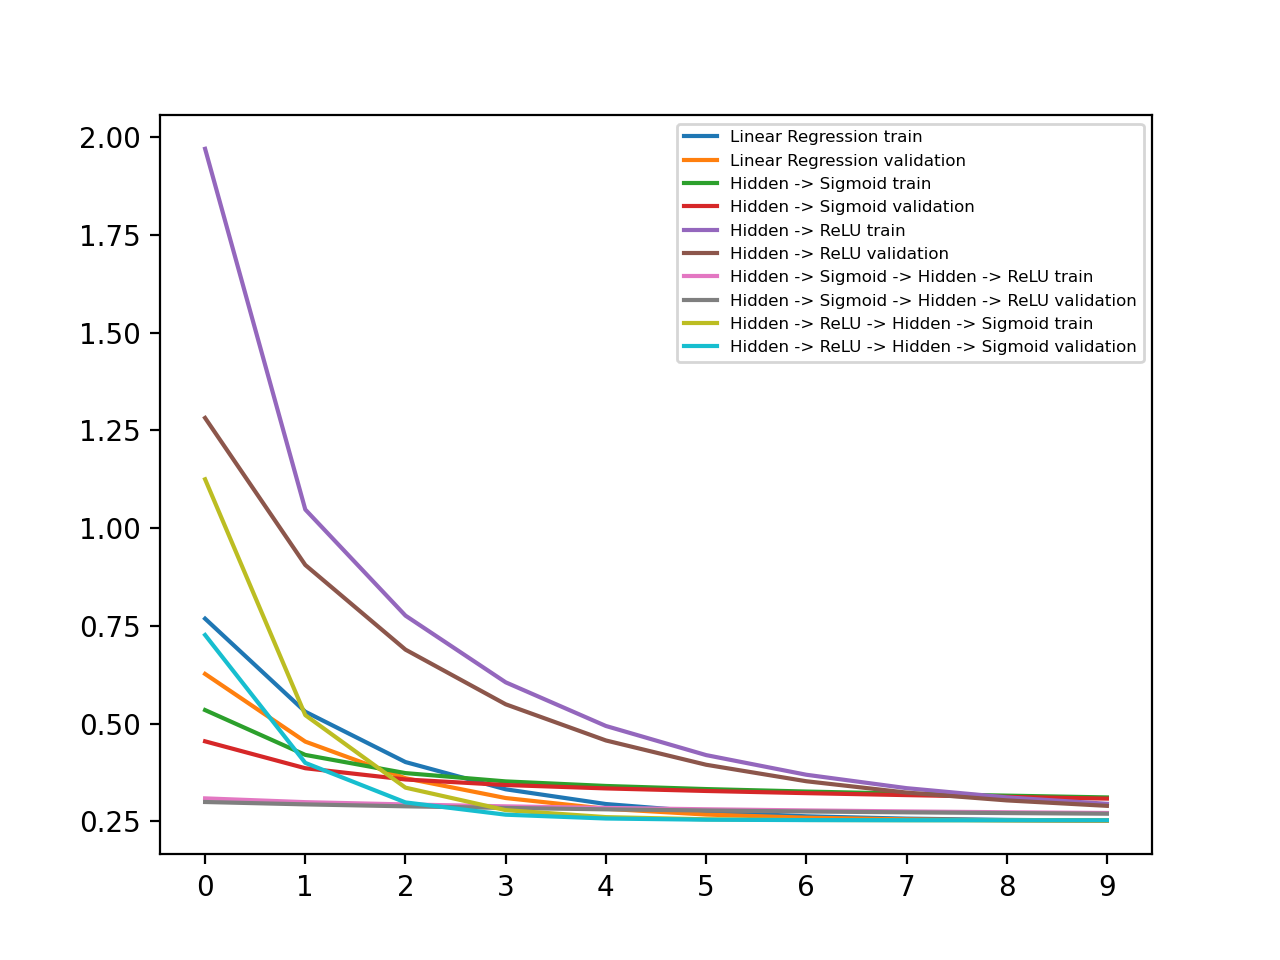 2.00
1.75
1.50
1.25
1.00
0.75
0.50
0.25
Linear Regression train
Linear Regression validation
Hidden -> Sigmoid train
Hidden -> Sigmoid validation
Hidden -> ReLU train
Hidden -> ReLU validation
Hidden -> Sigmoid -> Hidden -> ReLU train
Hidden -> Sigmoid -> Hidden -> ReLU validation
Hidden -> ReLU -> Hidden -> Sigmoid train
Hidden -> ReLU -> Hidden -> Sigmoid validation
0 1 2 3 4 5 6 7 8 9